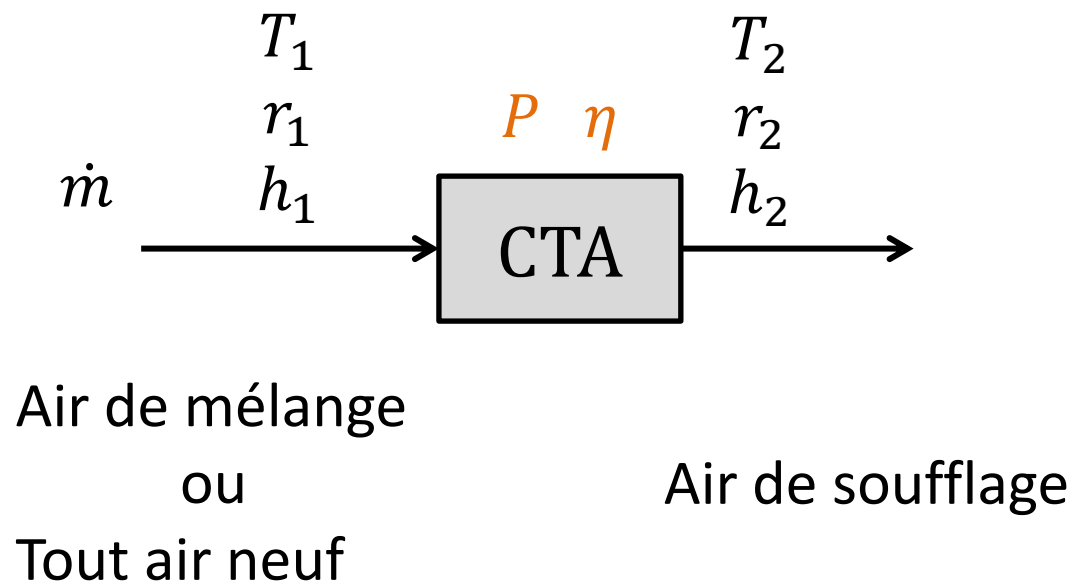 T₁ T₂
r₁ P η r₂
ṁ h₁ h₂
CTA
Air de mélange
ou
Tout air neuf
Air de soufflage